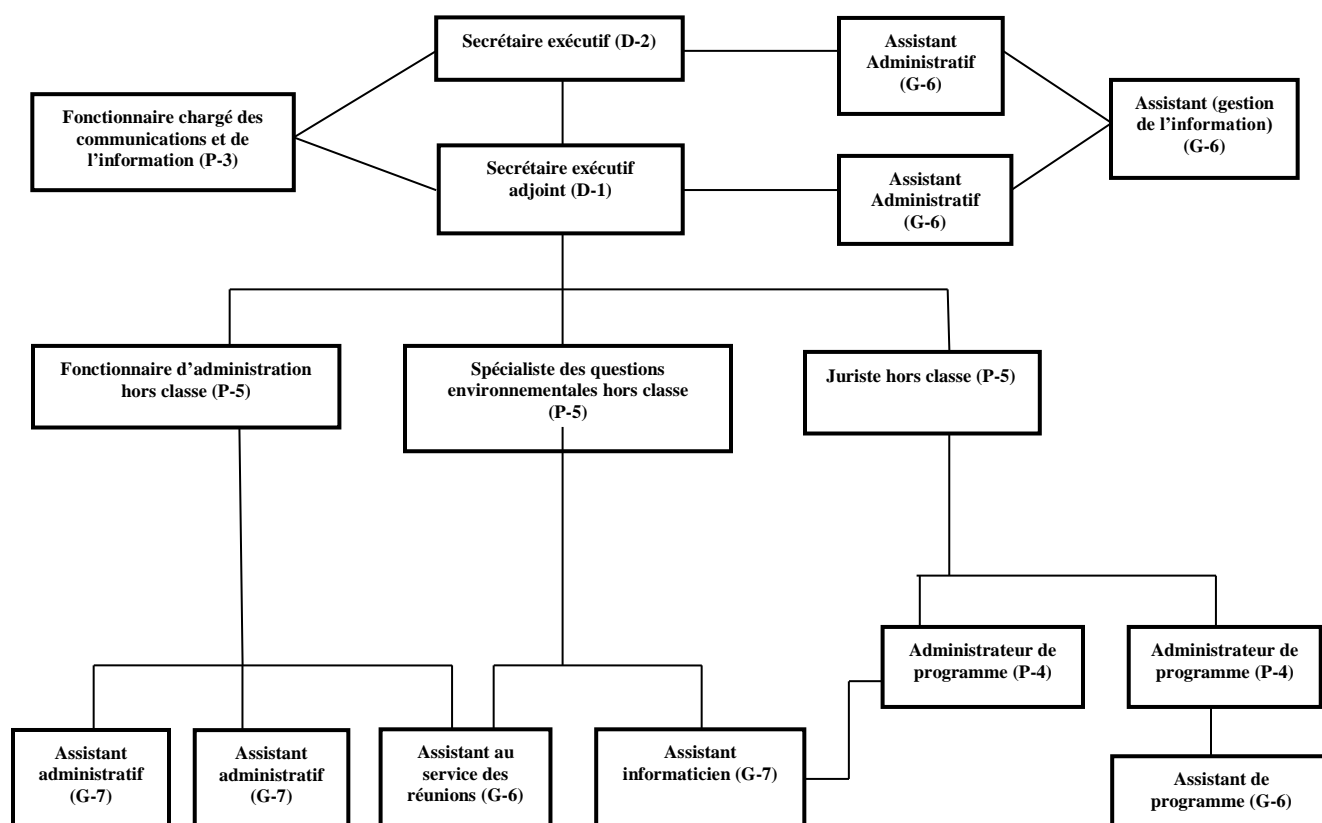 Secrétaire exécutif (D-2)
Assistant
Administratif
(G-6)
Fonctionnaire chargé des
communications et de
l’information (P-3)
Assistant (gestion
de l’information)
(G-6)
Secrétaire exécutif
adjoint (D-1)
Assistant
Administratif
(G-6)
Fonctionnaire d’administration
hors classe (P-5)
Spécialiste des questions
environnementales hors classe
(P-5)
Juriste hors classe (P-5)
Administrateur de
programme (P-4)
Administrateur de
programme (P-4)
Assistant
administratif
(G-7)
Assistant
administratif
(G-7)
Assistant au
service des
réunions (G-6)
Assistant
informaticien (G-7)
Assistant de
programme (G-6)